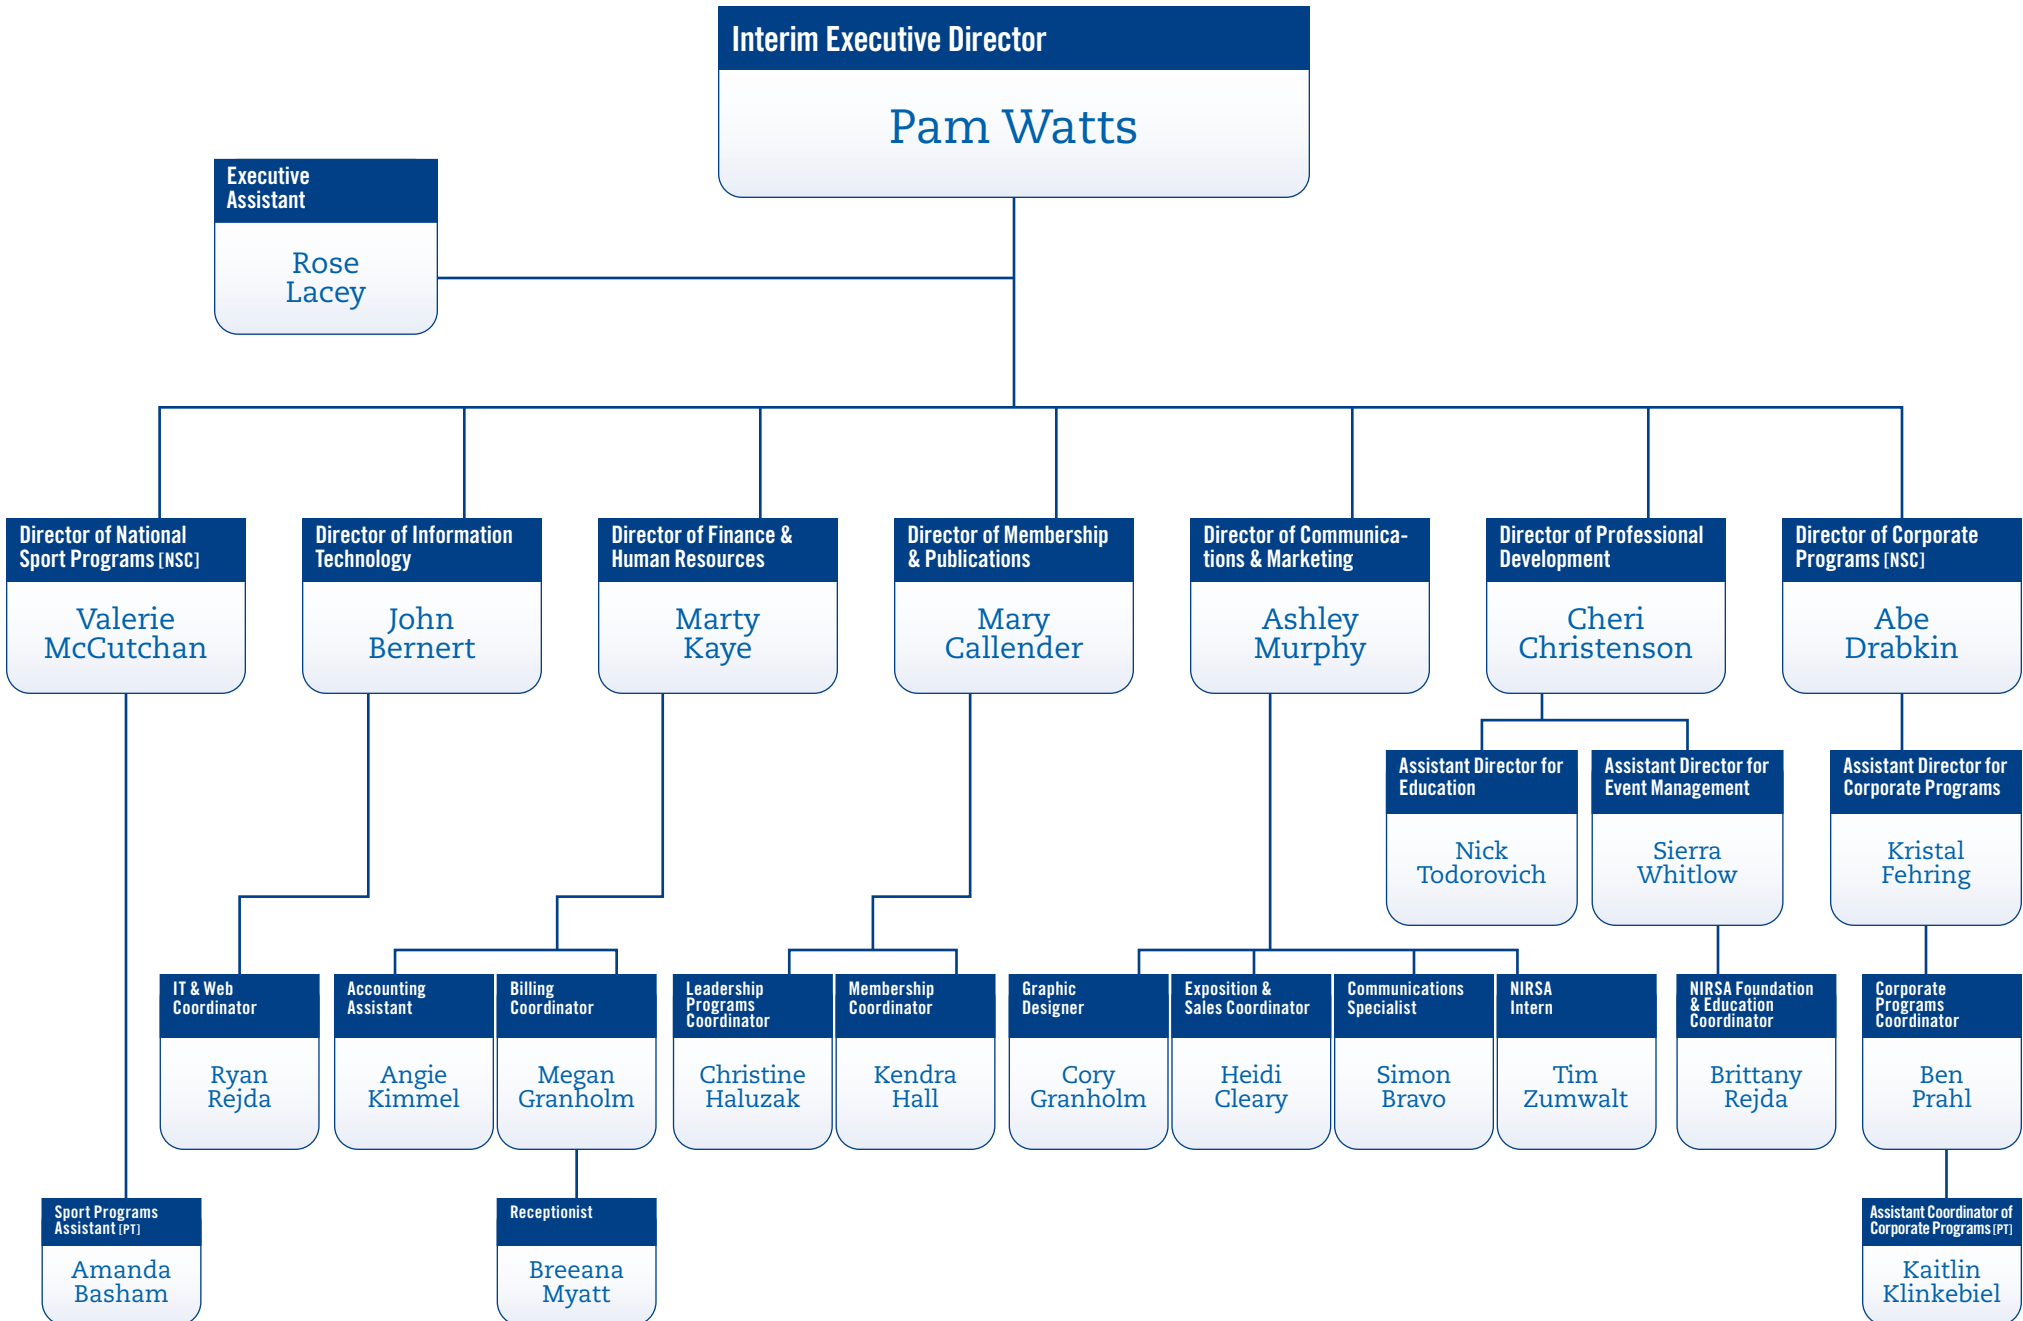 Interim Executive Director
Pam Watts
Executive
Assistant
Rose
Lacey
Director of National
Sport Programs [NSC]
Valerie
McCutchan
Director of Information
Technology
John
Bernert
Director of Finance &
Human Resources
Marty
Kaye
Director of Membership
& Publications
Mary
Callender
Director of Communica-
tions & Marketing
Ashley
Murphy
Director of Professional
Development
Cheri
Christenson
Director of Corporate
Programs [NSC]
Abe
Drabkin
Assistant Director for
Education
Nick
Todorovich
Assistant Director for
Event Management
Sierra
Whitlow
Assistant Director for
Corporate Programs
Kristal
Fehring
IT & Web
Coordinator
Ryan
Rejda
Accounting
Assistant
Angie
Kimmel
Billing
Coordinator
Megan
Granholm
Leadership
Programs
Coordinator
Christine
Haluzak
Membership
Coordinator
Kendra
Hall
Graphic
Designer
Cory
Granholm
Exposition &
Sales Coordinator
Heidi
Cleary
Communications
Specialist
Simon
Bravo
NIRSA
Intern
Tim
Zumwalt
NIRSA Foundation
& Education
Coordinator
Brittany
Rejda
Corporate
Programs
Coordinator
Ben
Prahl
Sport Programs
Assistant [PT]
Amanda
Basham
Receptionist
Breeana
Myatt
Assistant Coordinator of
Corporate Programs [PT]
Kaitlin
Klinkebiel